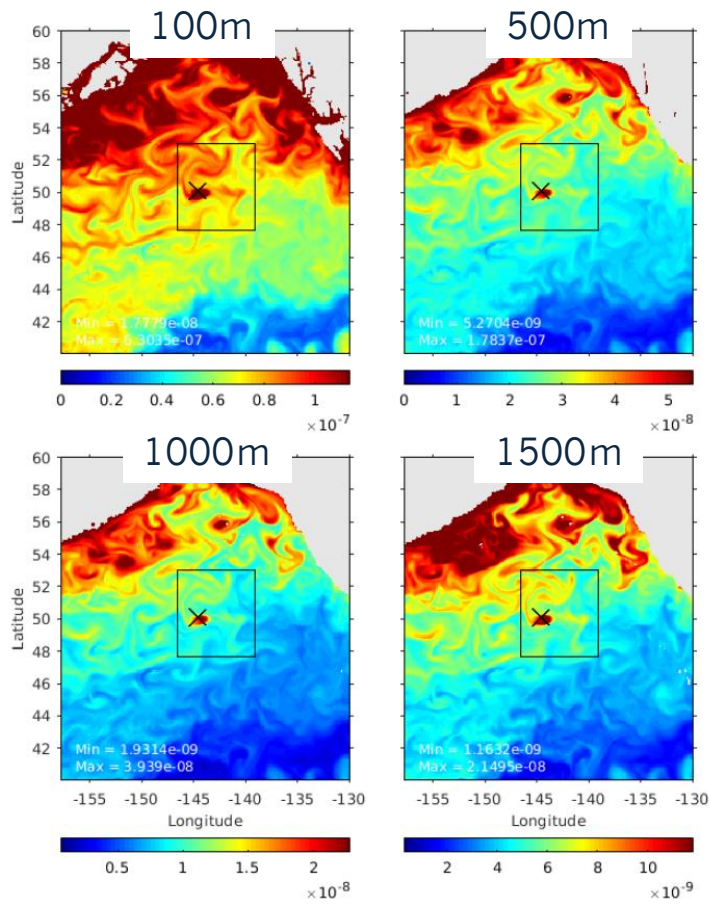 100m
500m
60
58
56
54
52
50
48
46
44
42
Latitude
Min = 1.7779e-08
Max = 6.3035e-07
Min = 5.2704e-09
Max = 1.7837e-07
0 0.2 0.4 0.6 0.8 1
×10⁻⁷
0 1 2 3 4 5
×10⁻⁸
1000m
1500m
60
58
56
54
52
50
48
46
44
42
Latitude
Min = 1.9314e-09
Max = 3.939e-08
Min = 1.1632e-09
Max = 2.1495e-08
-155 -150 -145 -140 -135 -130
-155 -150 -145 -140 -135 -130
Longitude
Longitude
0.5 1 1.5 2
×10⁻⁸
2 4 6 8 10
×10⁻⁹